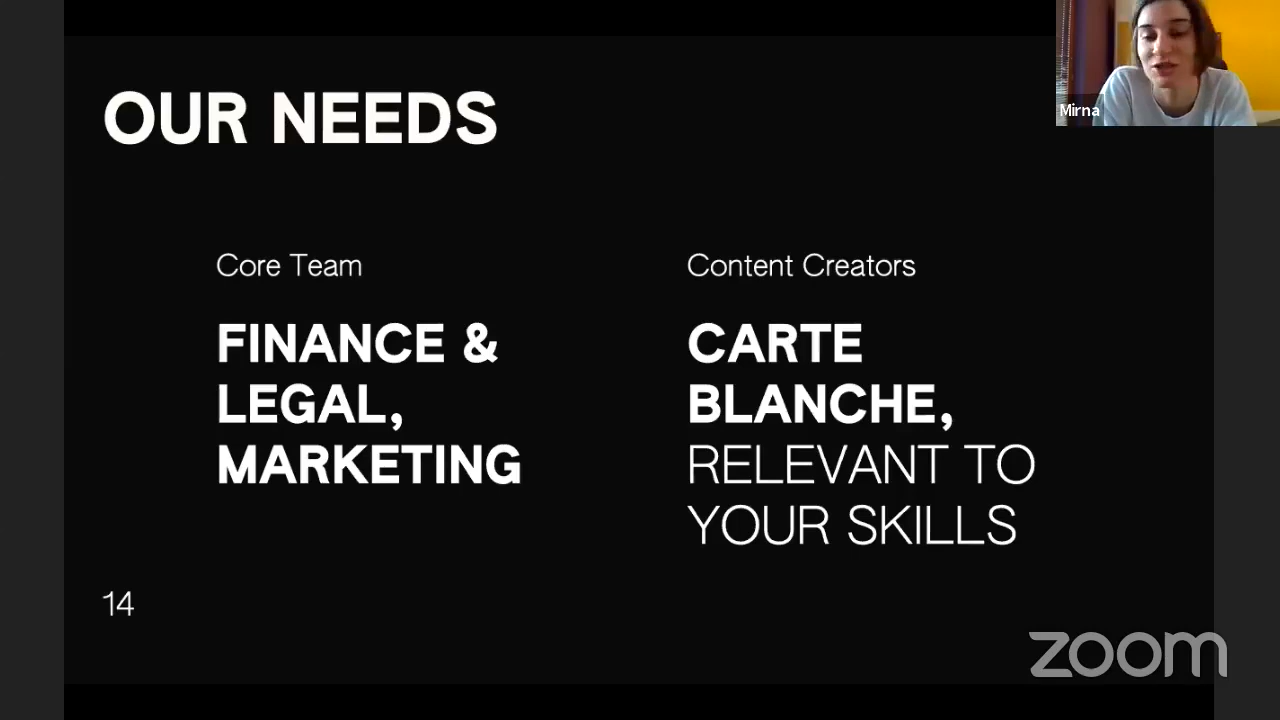 OUR NEEDS
Mirna
Core Team
FINANCE &
LEGAL,
MARKETING
Content Creators
CARTE
BLANCHE,
RELEVANT TO
YOUR SKILLS
14
zoom